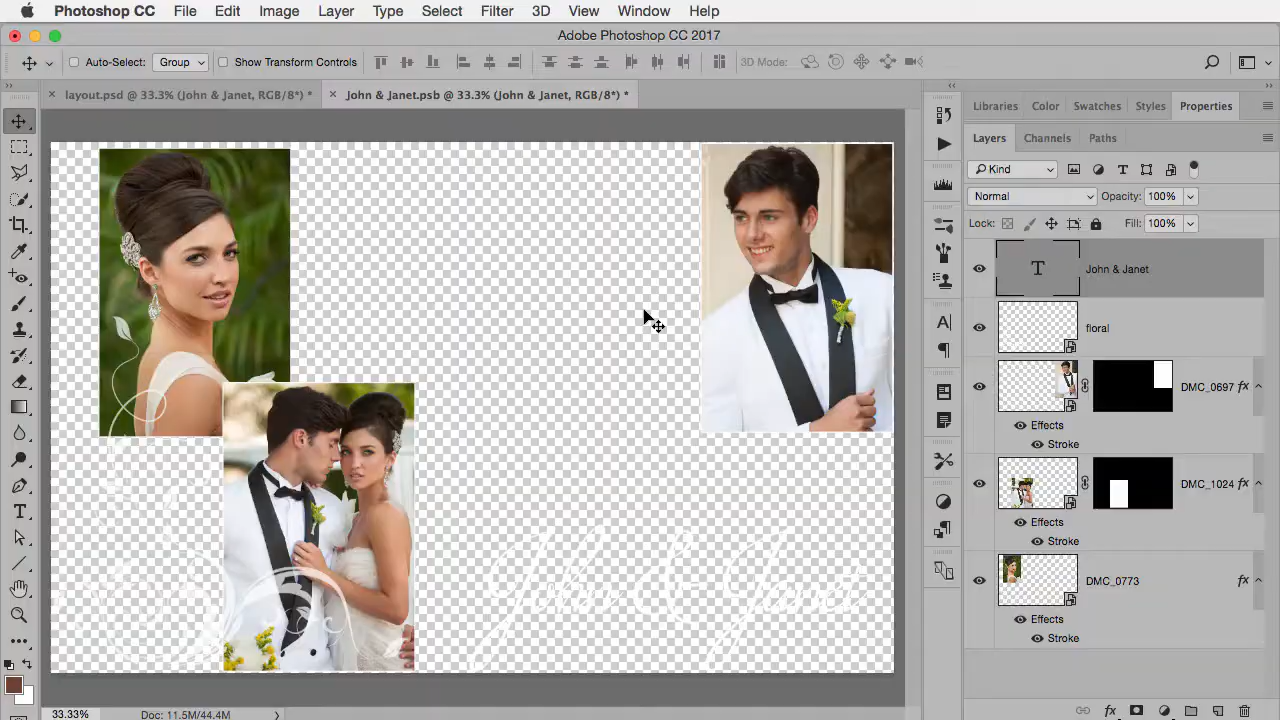 Photoshop CC File Edit Image Layer Type Select Filter 3D View Window Help
Adobe Photoshop CC 2017
Auto-Select: Group Show Transform Controls 3D Mode:
layout.psd @ 33.3% (John & Janet, RGB/8*) *
John & Janet.psb @ 33.3% (John & Janet, RGB/8*) *
Libraries Color Swatches Styles Properties
Layers Channels Paths
Kind
Normal Opacity: 100%
Lock: Fill: 100%
John & Janet
floral
DMC_0697 fx
Effects
Stroke
DMC_1024 fx
Effects
Stroke
DMC_0773 fx
Effects
Stroke
John & Janet
33.33% Doc: 11.5M/44.4M